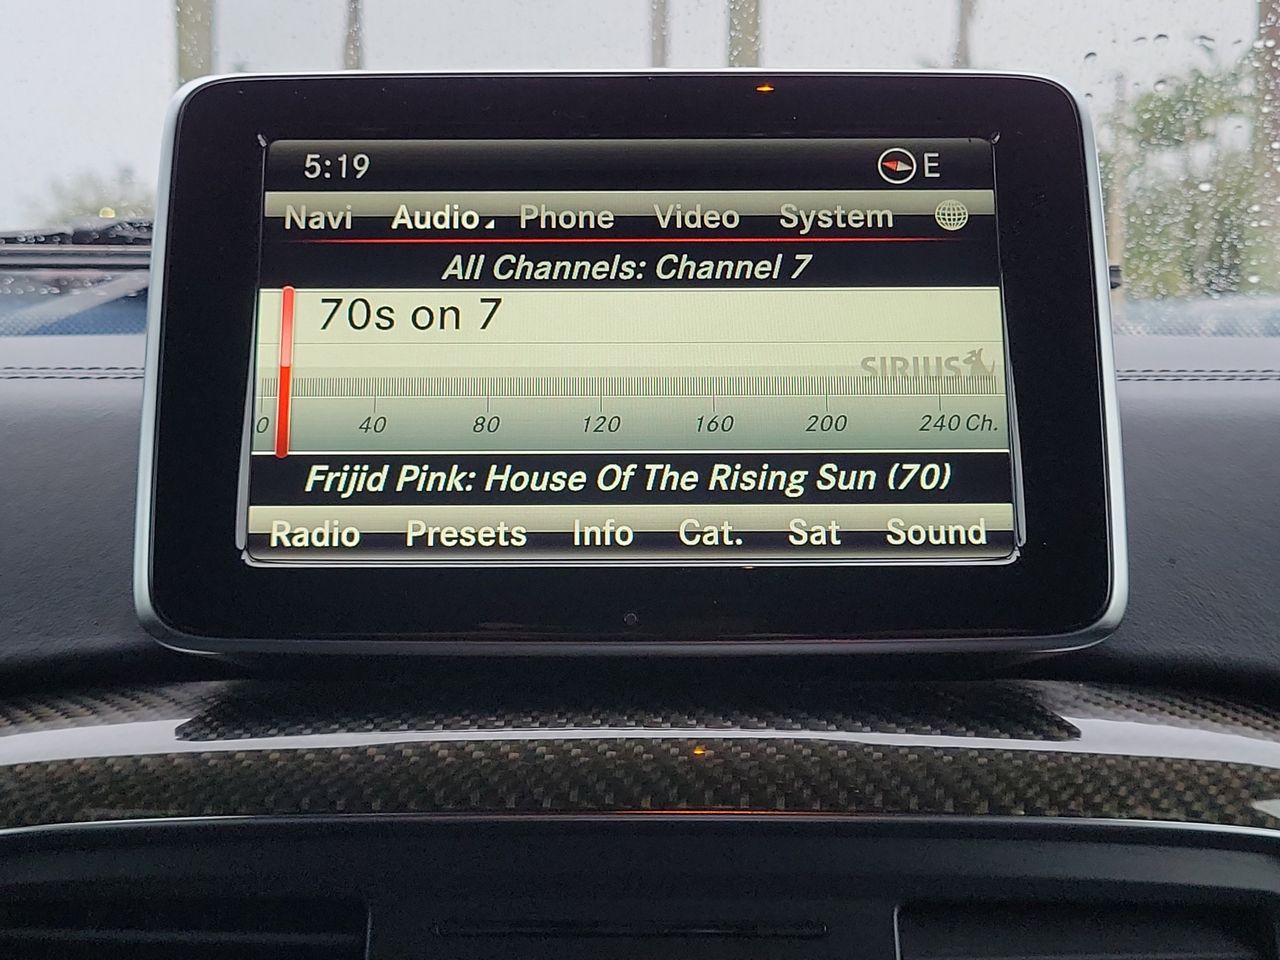 5:19 E
Navi Audio Phone Video System
All Channels: Channel 7
70s on 7
SIRIUS
0 40 80 120 160 200 240 Ch.
Frijid Pink: House Of The Rising Sun (70)
Radio Presets Info Cat. Sat Sound